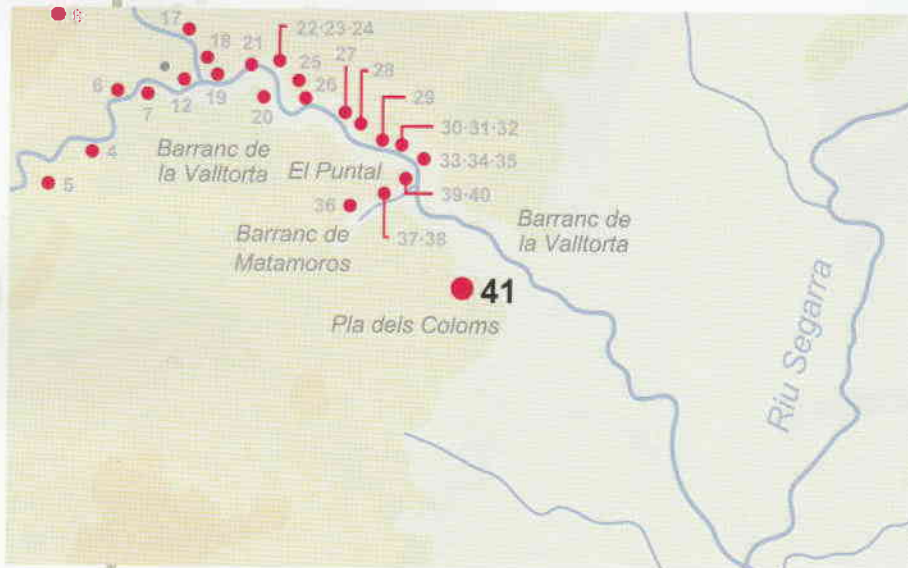 17
18
21
22·23·24
25
26
27
28
29
30·31·32
33·34·35
39·40
37·38
36
6
7
12
19
20
4
5
Barranc de
la Valltorta
El Puntal
Barranc de
Matamoros
Barranc de
la Valltorta
41
Pla dels Coloms
Riu Segarra